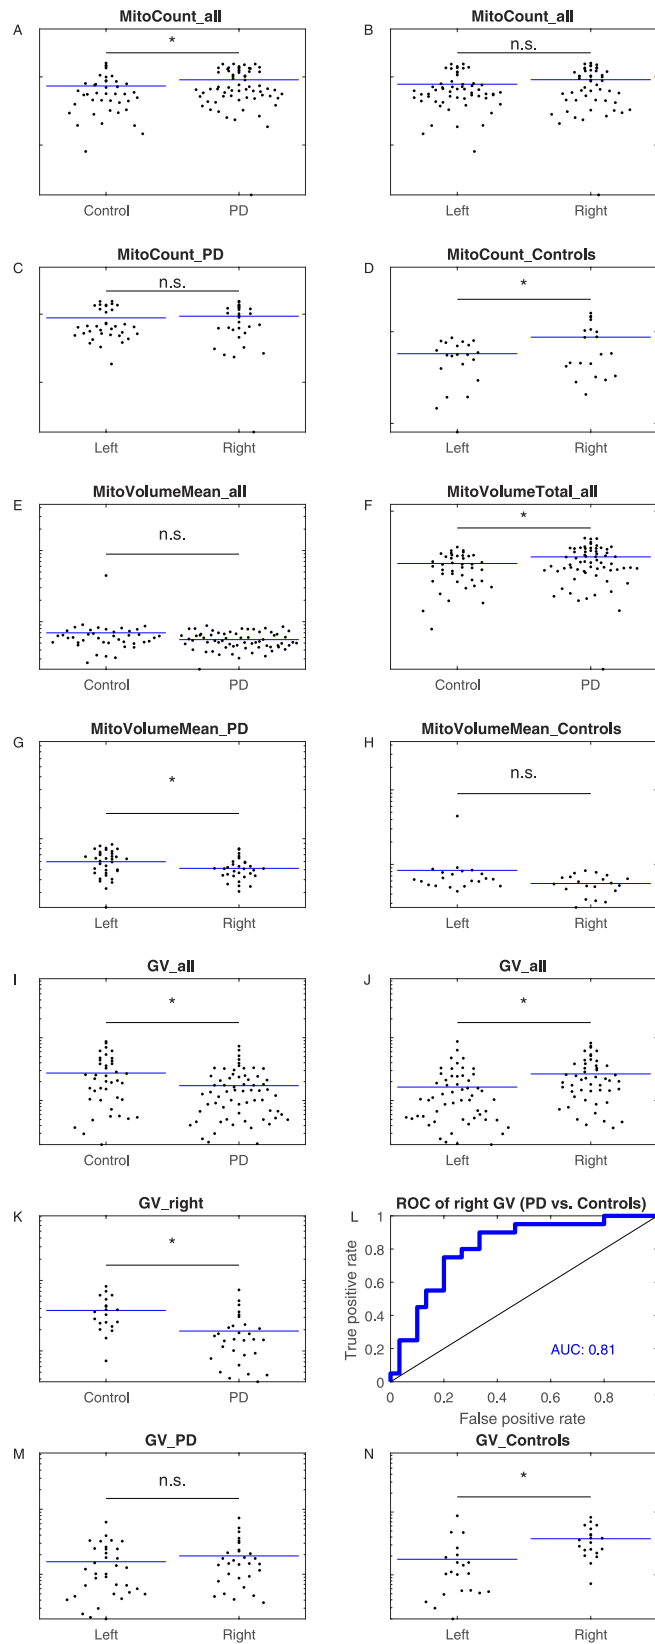 A MitoCount_all
*
Control PD
B MitoCount_all
n.s.
Left Right
C MitoCount_PD
n.s.
Left Right
D MitoCount_Controls
*
Left Right
E MitoVolumeMean_all
n.s.
Control PD
F MitoVolumeTotal_all
*
Control PD
G MitoVolumeMean_PD
*
Left Right
H MitoVolumeMean_Controls
n.s.
Left Right
I GV_all
*
Control PD
J GV_all
*
Left Right
K GV_right
*
Control PD
L ROC of right GV (PD vs. Controls)
1
0.8
0.6
0.4
0.2
0
True positive rate
AUC: 0.81
0 0.2 0.4 0.6 0.8 1
False positive rate
M GV_PD
n.s.
Left Right
N GV_Controls
*
Left Right